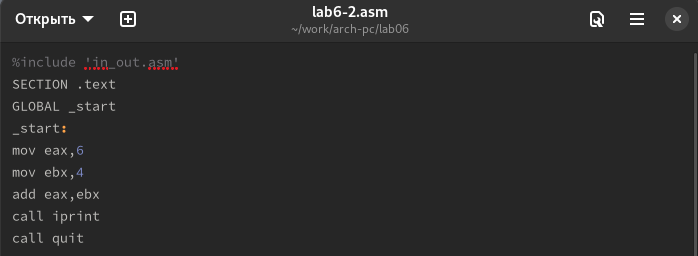 Открыть
lab6-2.asm
~/work/arch-pc/lab06
%include 'in_out.asm'
SECTION .text
GLOBAL _start
_start:
mov eax,6
mov ebx,4
add eax,ebx
call iprint
call quit